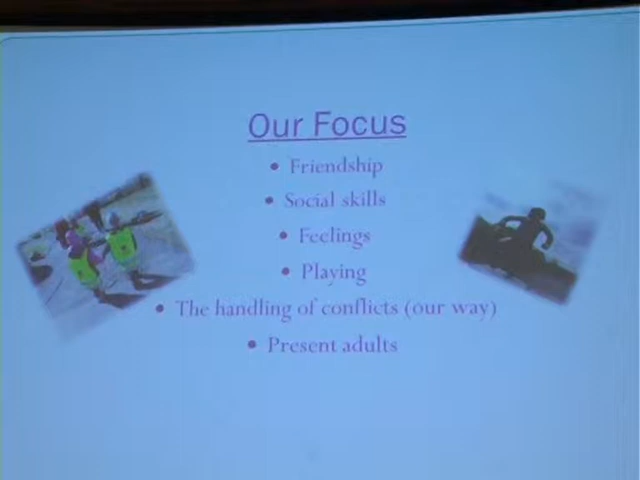 Our Focus
• Friendship
• Social skills
• Feelings
• Playing
• The handling of conflicts (our way)
• Present adults